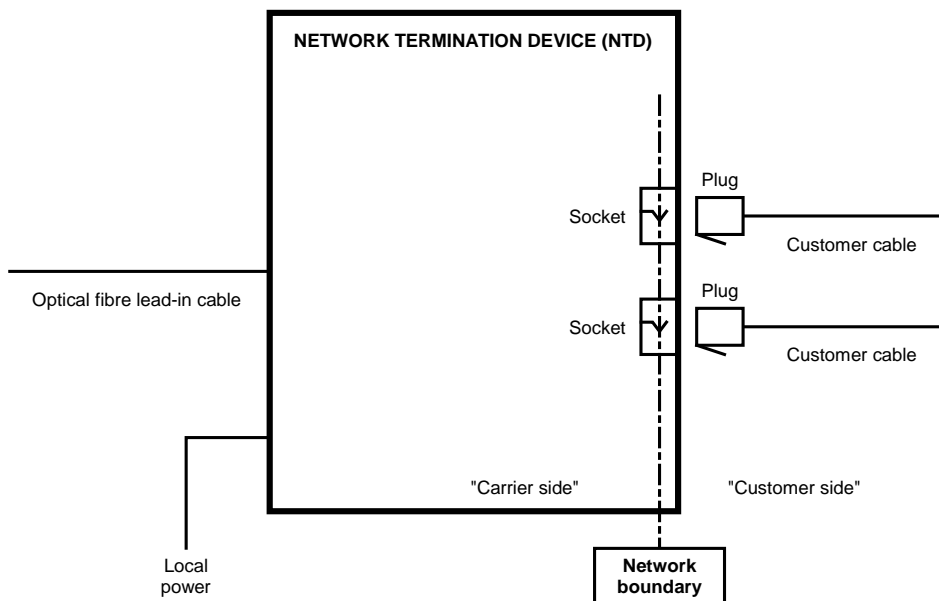 NETWORK TERMINATION DEVICE (NTD)
Plug
Socket
Customer cable
Optical fibre lead-in cable
Plug
Socket
Customer cable
"Carrier side"
"Customer side"
Local
power
Network
boundary